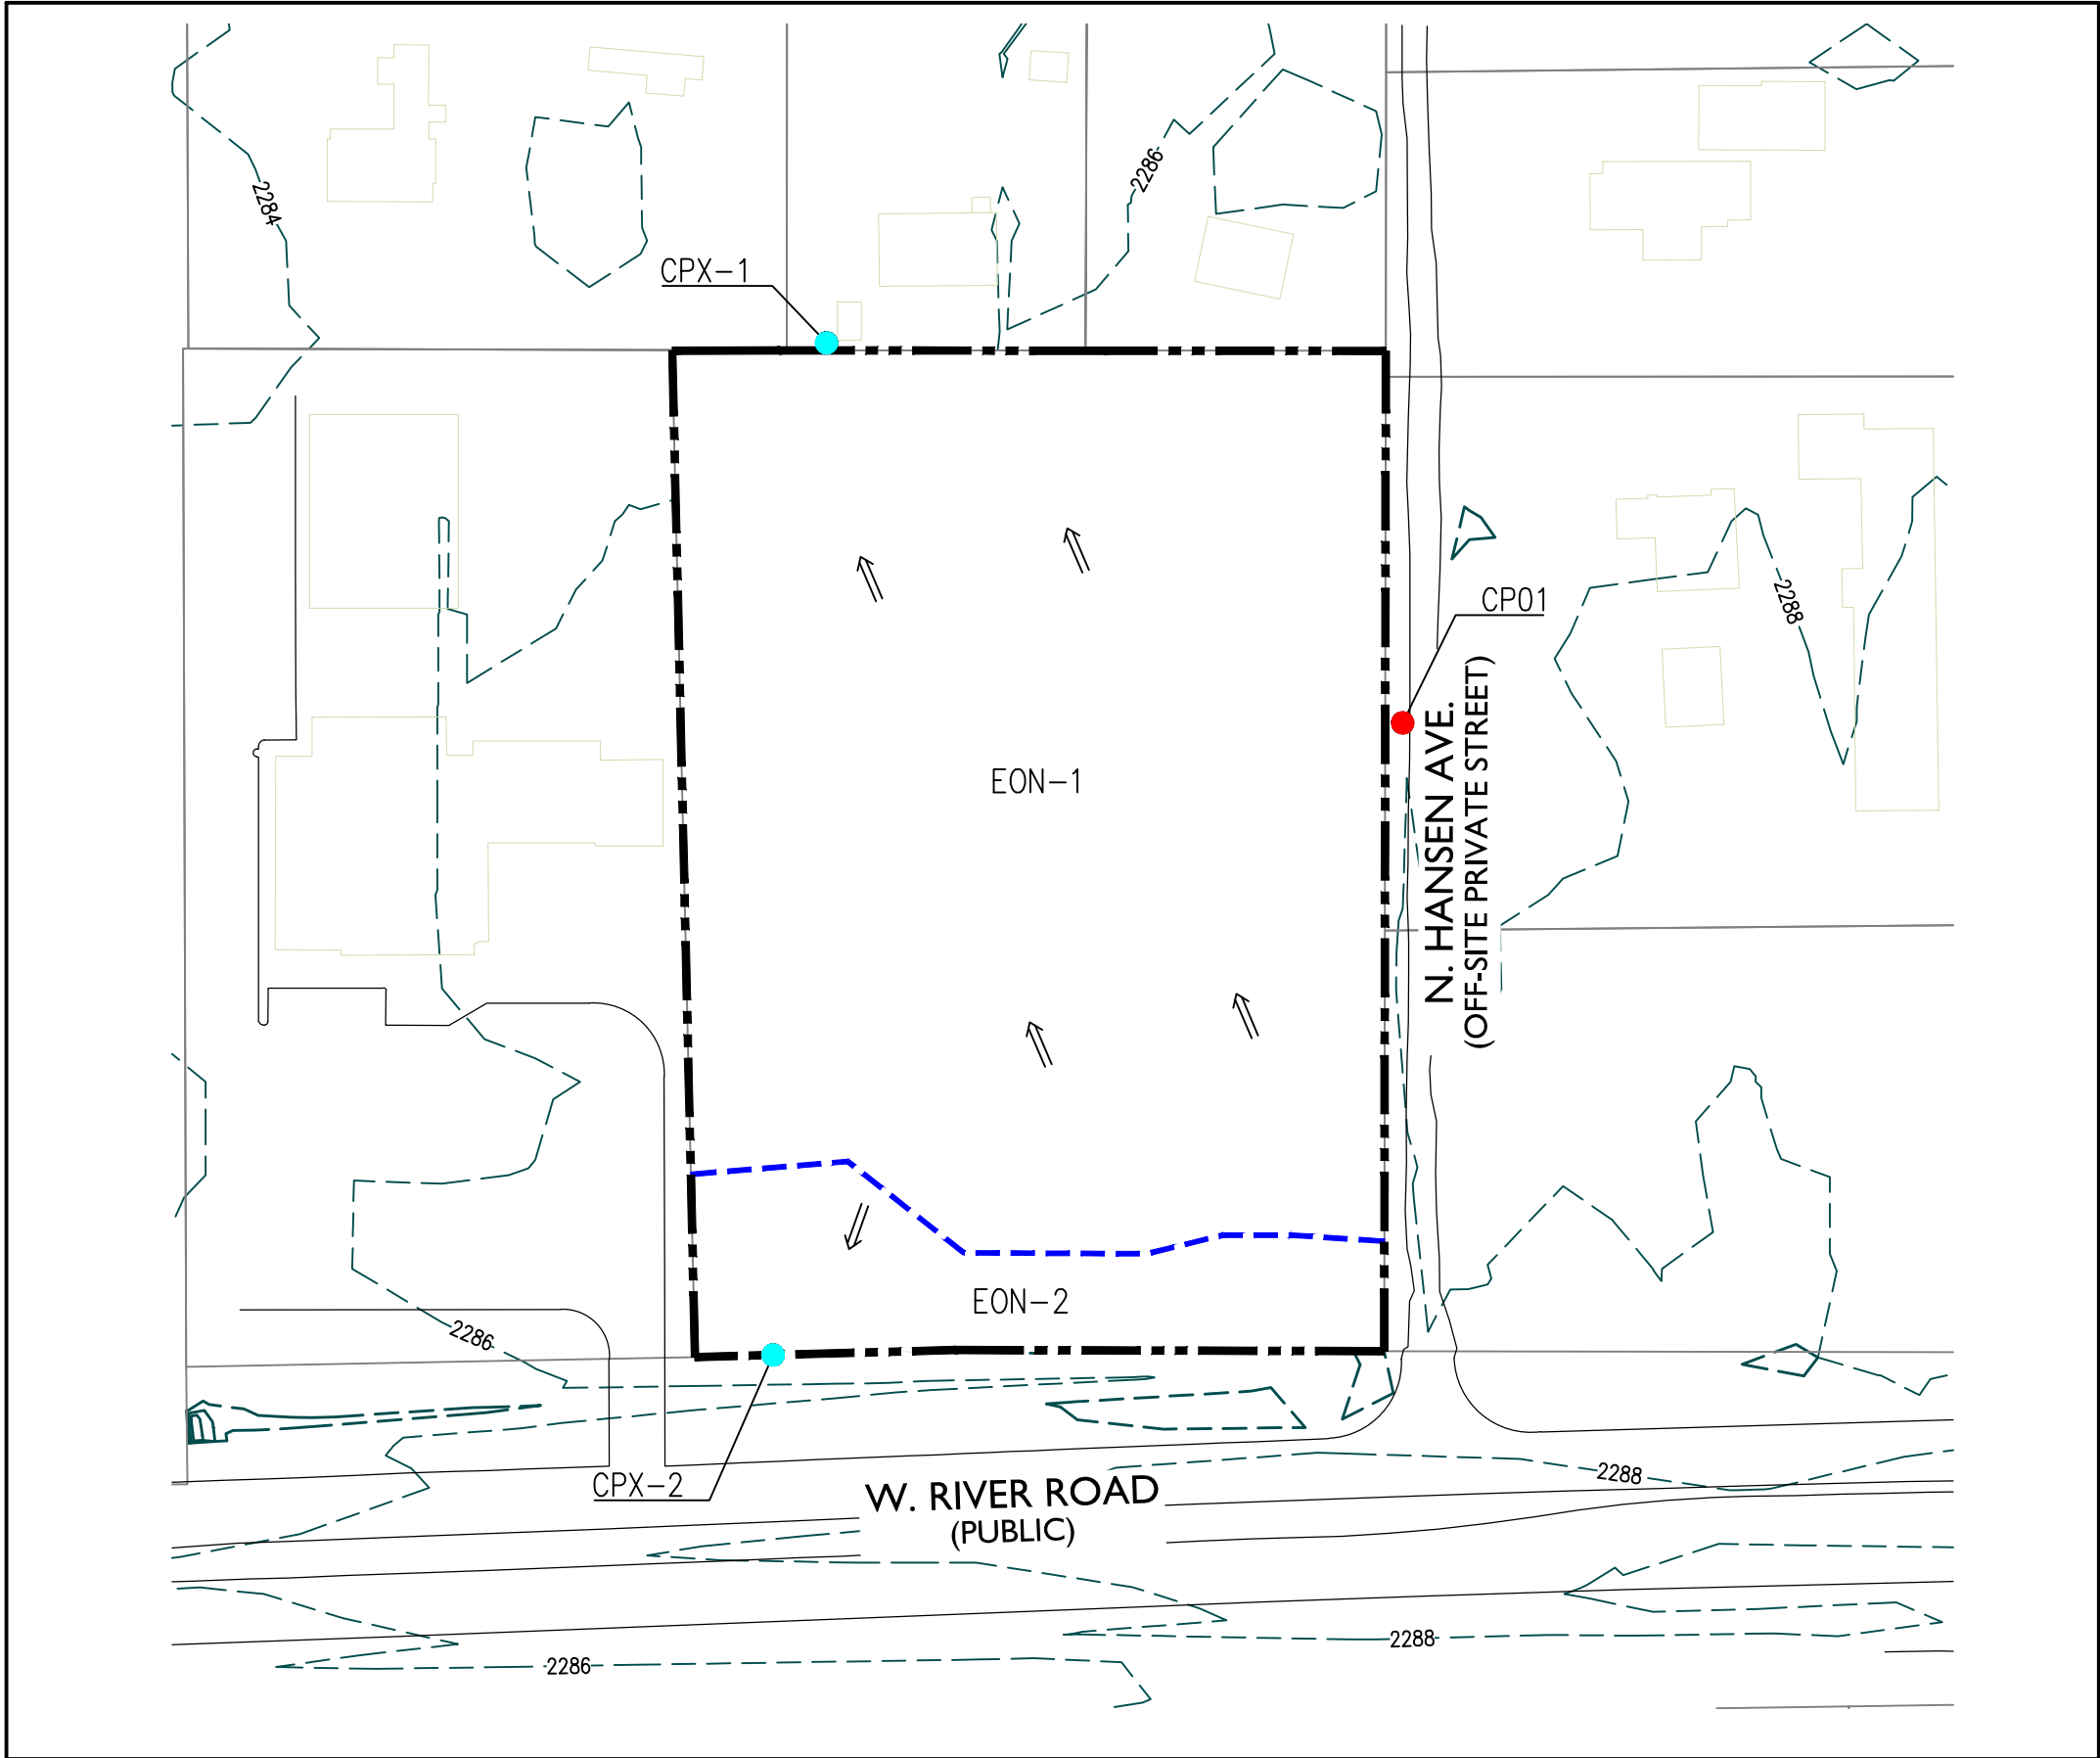 2284
2286
CPX-1
2288
CP01
N. HANSEN AVE.
(OFF-SITE PRIVATE STREET)
EON-1
EON-2
2286
CPX-2
W. RIVER ROAD
(PUBLIC)
2288
2288
2286